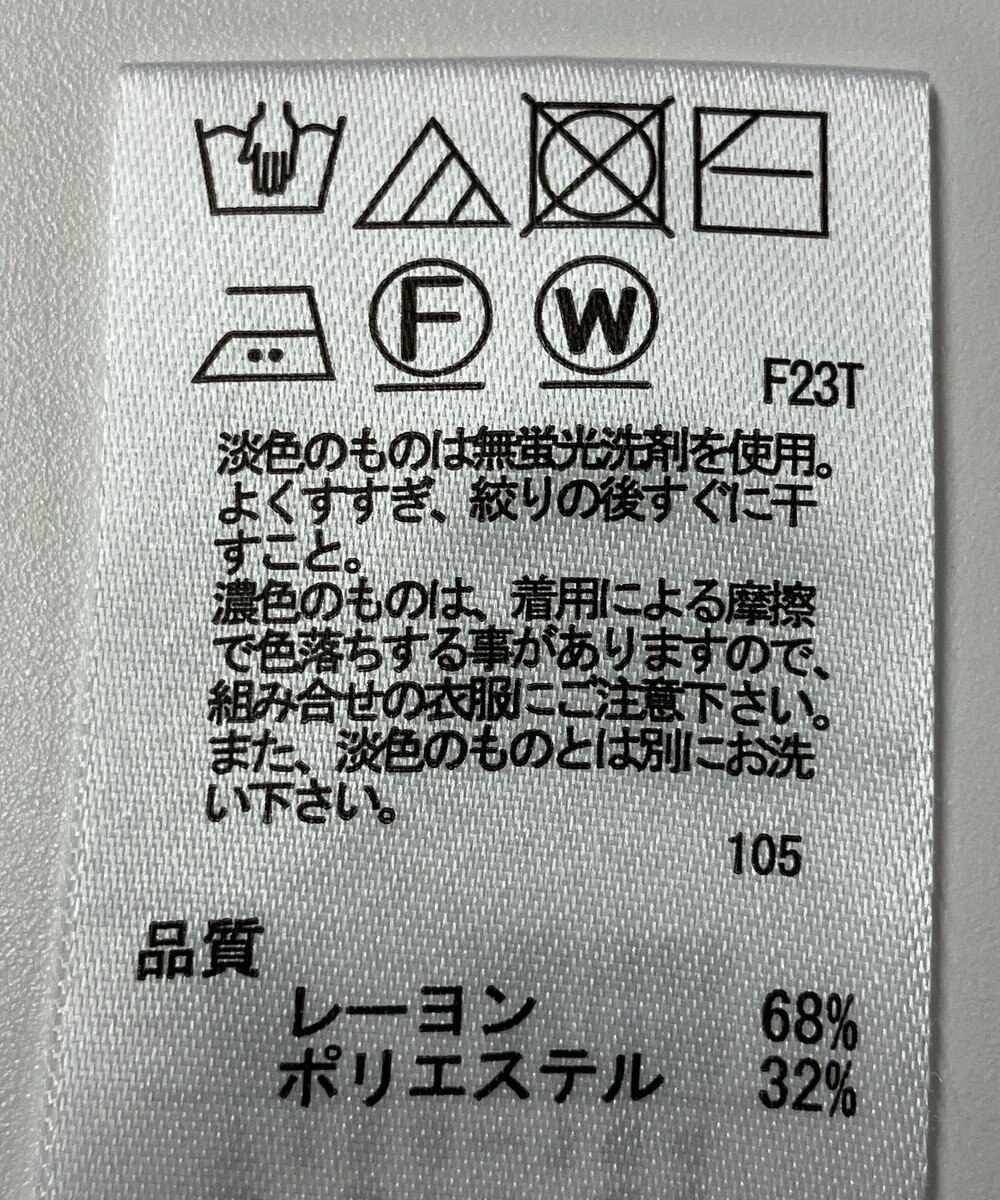 F
W
F23T
淡色のものは無蛍光洗剤を使用。
よくすすぎ、絞りの後すぐに干
すこと。
濃色のものは、着用による摩擦
で色落ちする事がありますので、
組み合せの衣服にご注意下さい。
また、淡色のものとは別にお洗
い下さい。
105
品質
レーヨン 68%
ポリエステル 32%